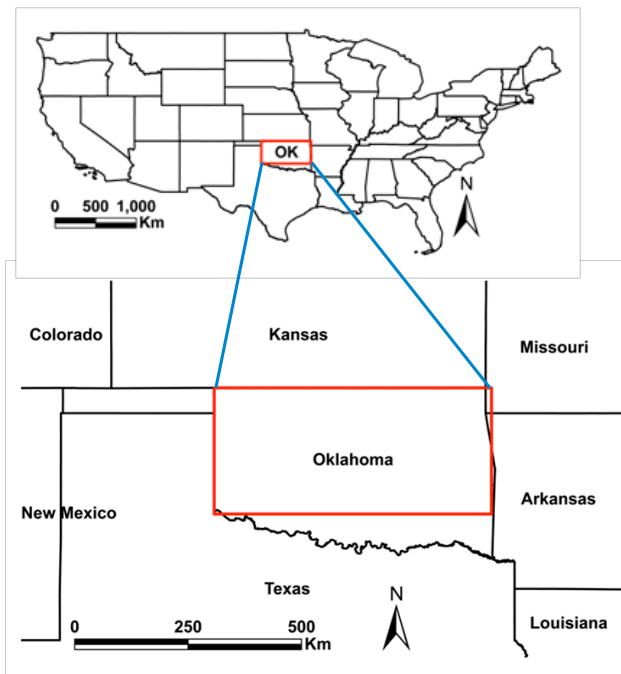 OK
N
0 500 1,000
Km
Colorado
Kansas
Missouri
Oklahoma
New Mexico
Arkansas
Texas
N
0 250 500
Km
Louisiana